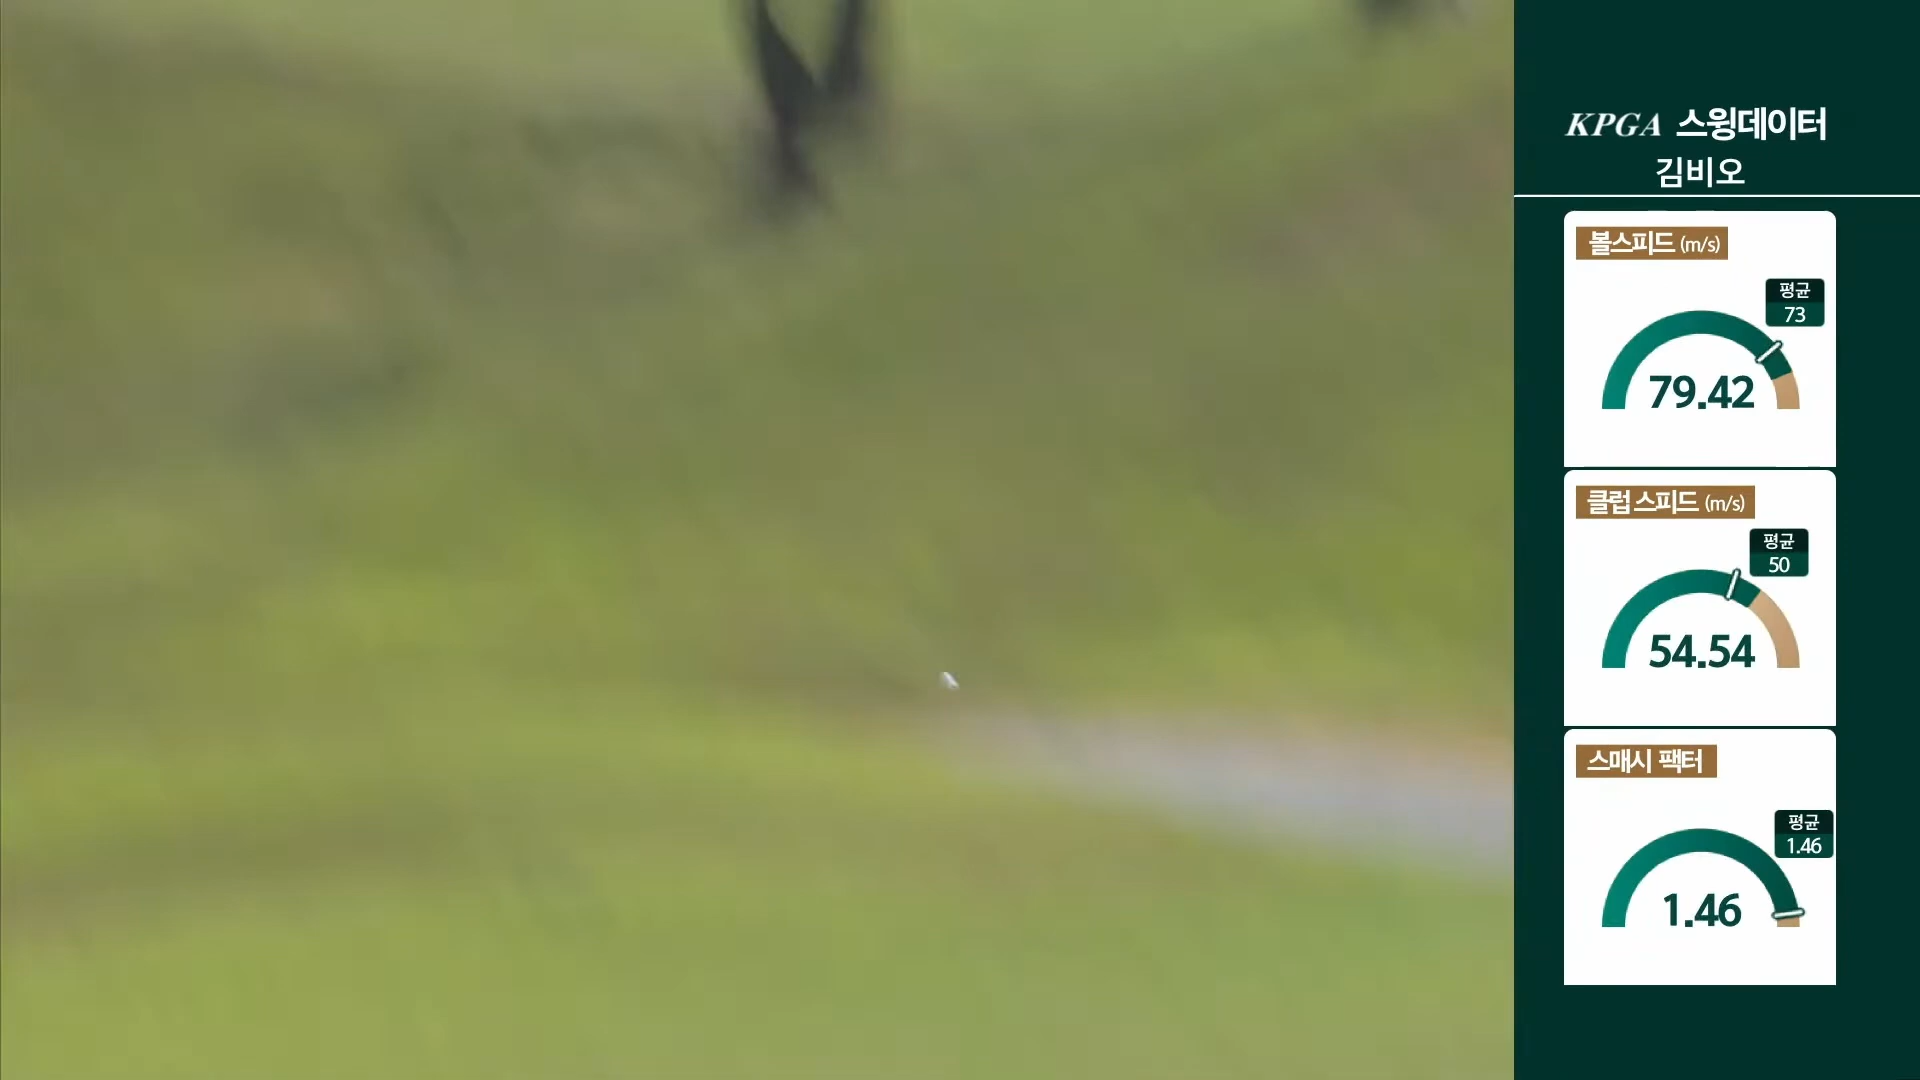 KPGA 스윙데이터
김비오
볼스피드 (m/s)
평균
73
79.42
클럽 스피드 (m/s)
평균
50
54.54
스매시 팩터
평균
1.46
1.46